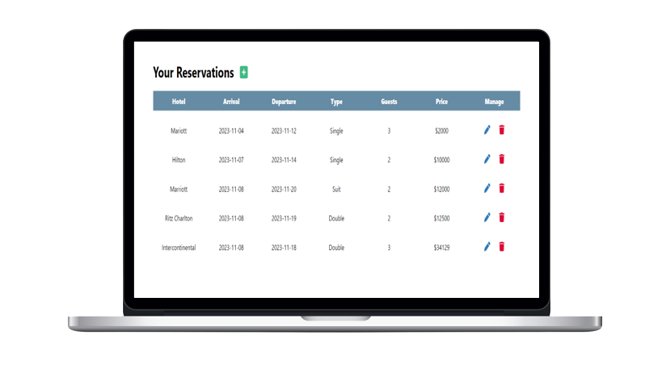 Your Reservations
Hotel Arrival Departure Type Guests Price Manage
Mariott 2023-11-04 2023-11-12 Single 3 $2000
Hilton 2023-11-07 2023-11-14 Single 2 $10000
Marriott 2023-11-08 2023-11-20 Suit 2 $12000
Ritz Charlton 2023-11-08 2023-11-19 Double 2 $12500
Intercontinental 2023-11-08 2023-11-18 Double 3 $34129